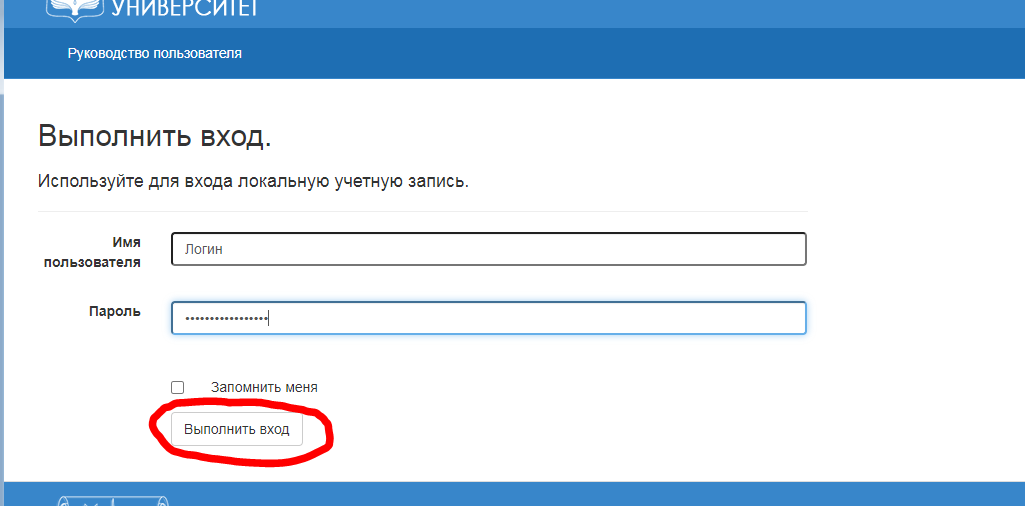 УНИВЕРСИТЕТ
Руководство пользователя
Выполнить вход.
Используйте для входа локальную учетную запись.
Имя
пользователя
Логин
Пароль
•••••••••••••••••
Запомнить меня
Выполнить вход